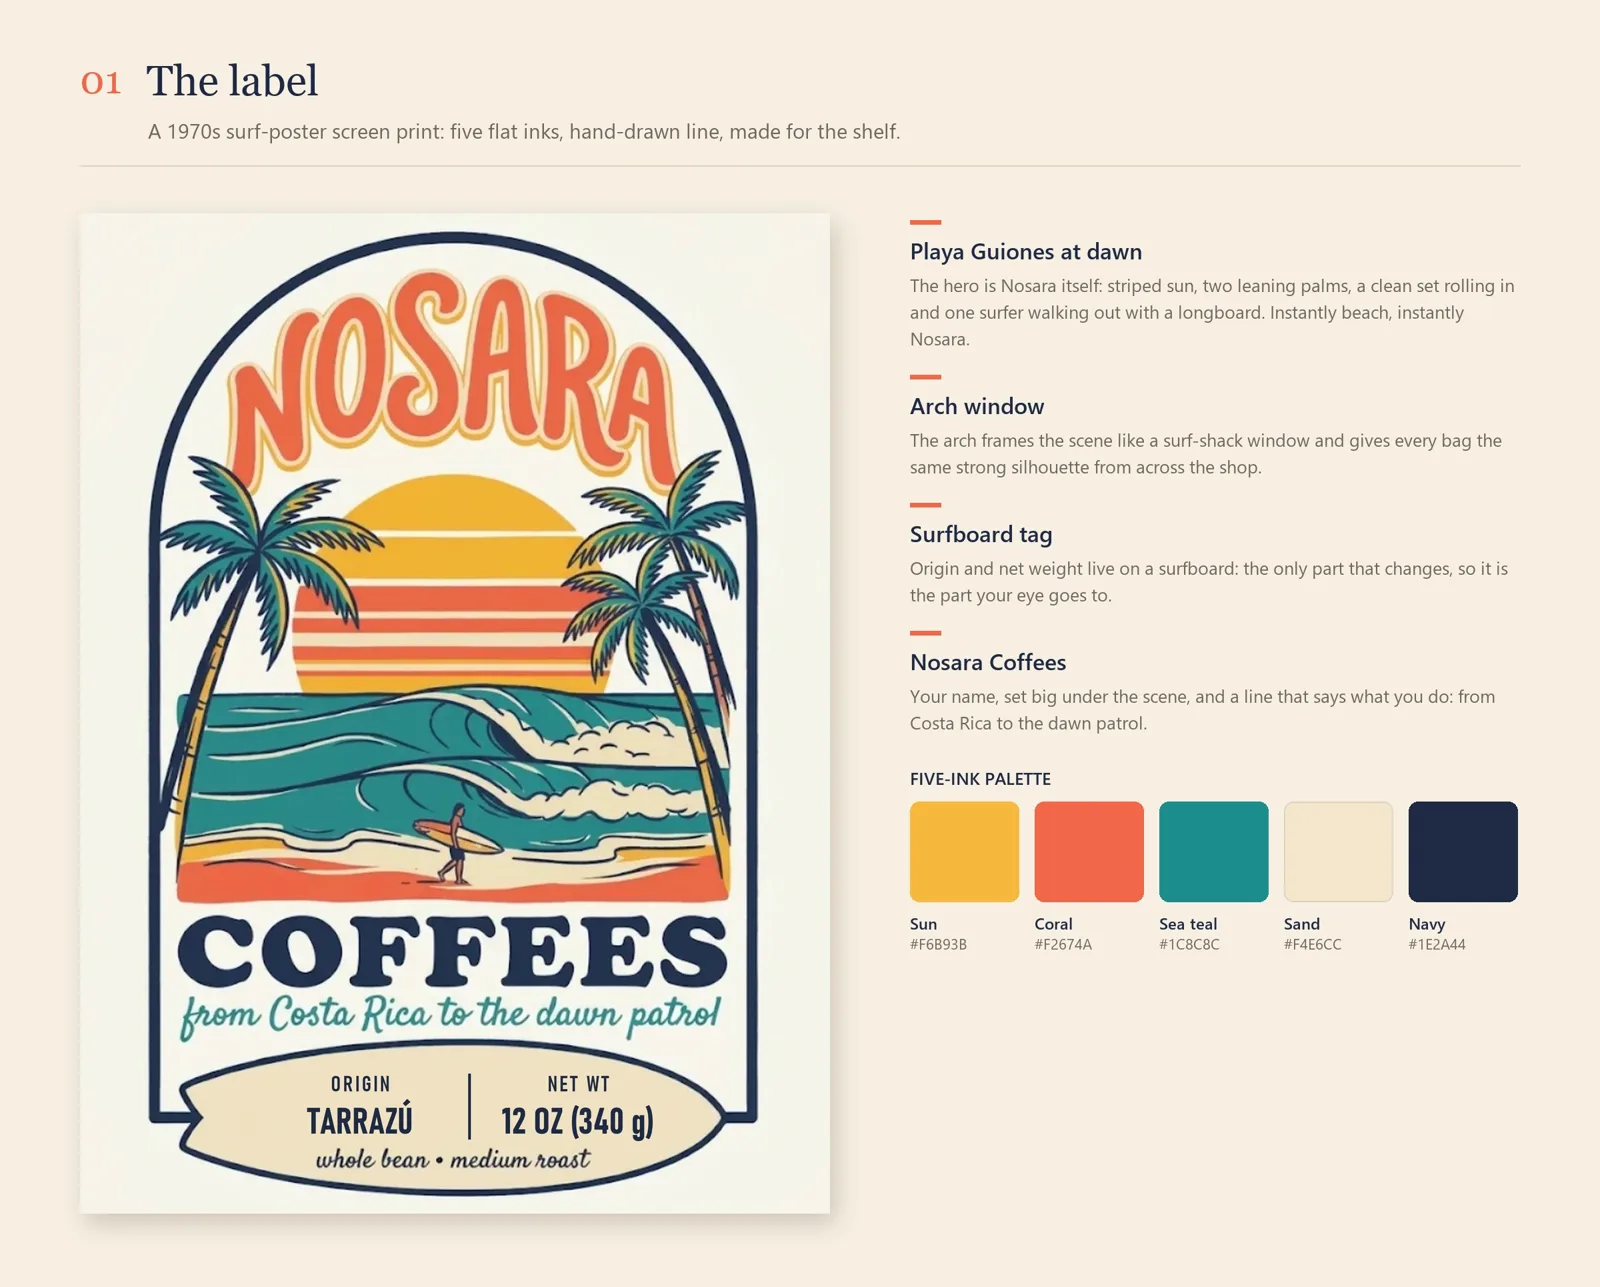 01 The label
A 1970s surf-poster screen print: five flat inks, hand-drawn line, made for the shelf.
NOSARA
COFFEES
from Costa Rica to the dawn patrol
ORIGIN
TARRAZÚ
NET WT
12 OZ (340 g)
whole bean • medium roast
Playa Guiones at dawn
The hero is Nosara itself: striped sun, two leaning palms, a clean set rolling in
and one surfer walking out with a longboard. Instantly beach, instantly
Nosara.
Arch window
The arch frames the scene like a surf-shack window and gives every bag the
same strong silhouette from across the shop.
Surfboard tag
Origin and net weight live on a surfboard: the only part that changes, so it is
the part your eye goes to.
Nosara Coffees
Your name, set big under the scene, and a line that says what you do: from
Costa Rica to the dawn patrol.
FIVE-INK PALETTE
Sun
#F6B93B
Coral
#F2674A
Sea teal
#1C8C8C
Sand
#F4E6CC
Navy
#1E2A44